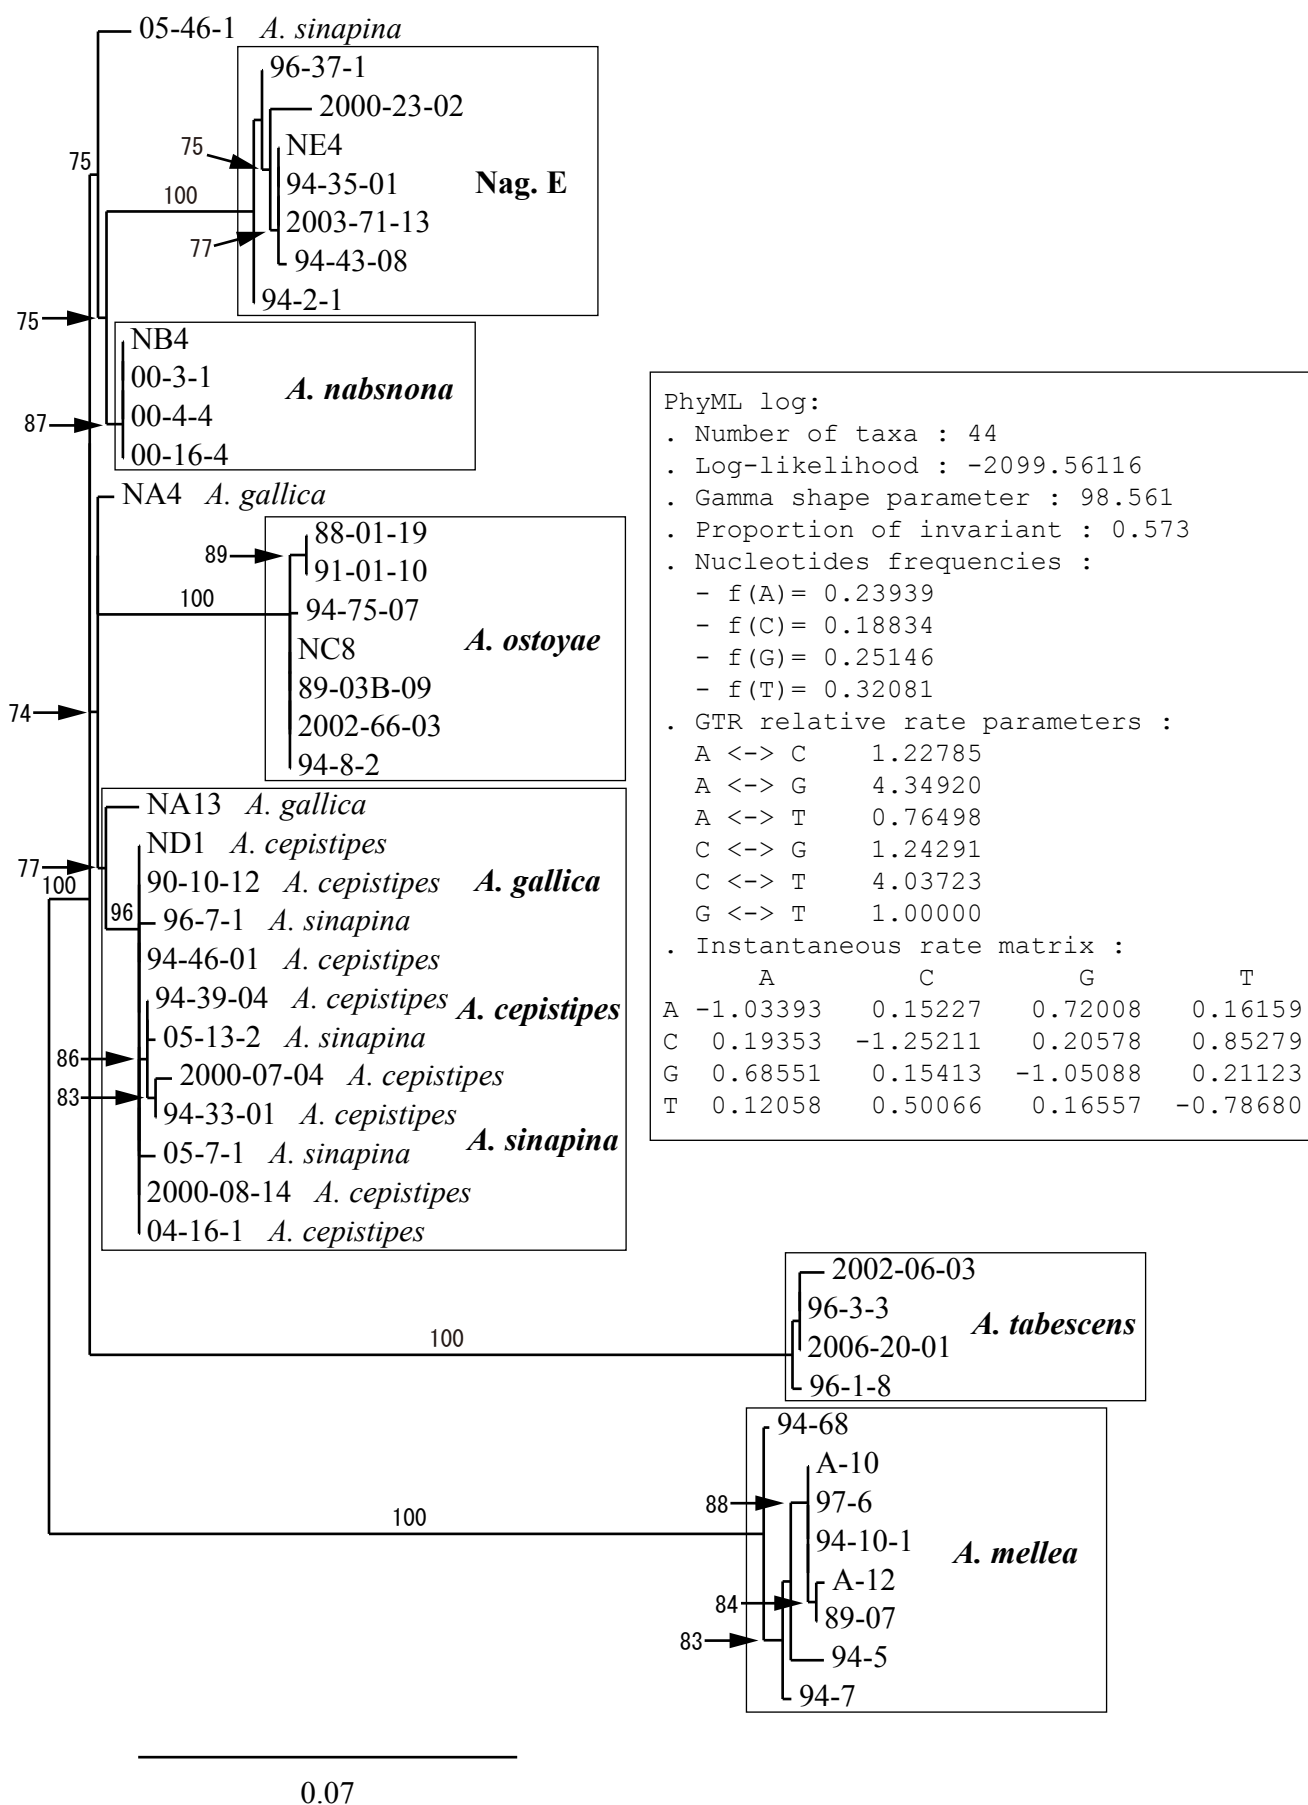 05-46-1 A. sinapina
96-37-1
2000-23-02
75
NE4
75
94-35-01
Nag. E
100
2003-71-13
77
94-43-08
94-2-1
75
NB4
00-3-1
A. nabsnona
00-4-4
87
00-16-4
NA4 A. gallica
88-01-19
89
91-01-10
100
94-75-07
A. ostoyae
NC8
89-03B-09
74
2002-66-03
94-8-2
NA13 A. gallica
ND1 A. cepistipes
77
90-10-12 A. cepistipes
A. gallica
100
96
96-7-1 A. sinapina
94-46-01 A. cepistipes
94-39-04 A. cepistipes
A. cepistipes
05-13-2 A. sinapina
86
2000-07-04 A. cepistipes
83
94-33-01 A. cepistipes
A. sinapina
05-7-1 A. sinapina
2000-08-14 A. cepistipes
04-16-1 A. cepistipes
2002-06-03
96-3-3
A. tabescens
100
2006-20-01
96-1-8
94-68
A-10
88
97-6
100
94-10-1
A. mellea
A-12
84
89-07
83
94-5
94-7
0.07
PhyML log:
. Number of taxa : 44
. Log-likelihood : -2099.56116
. Gamma shape parameter : 98.561
. Proportion of invariant : 0.573
. Nucleotides frequencies :
- f(A)= 0.23939
- f(C)= 0.18834
- f(G)= 0.25146
- f(T)= 0.32081
. GTR relative rate parameters :
A <-> C 1.22785
A <-> G 4.34920
A <-> T 0.76498
C <-> G 1.24291
C <-> T 4.03723
G <-> T 1.00000
. Instantaneous rate matrix :
A C G T
A -1.03393 0.15227 0.72008 0.16159
C 0.19353 -1.25211 0.20578 0.85279
G 0.68551 0.15413 -1.05088 0.21123
T 0.12058 0.50066 0.16557 -0.78680